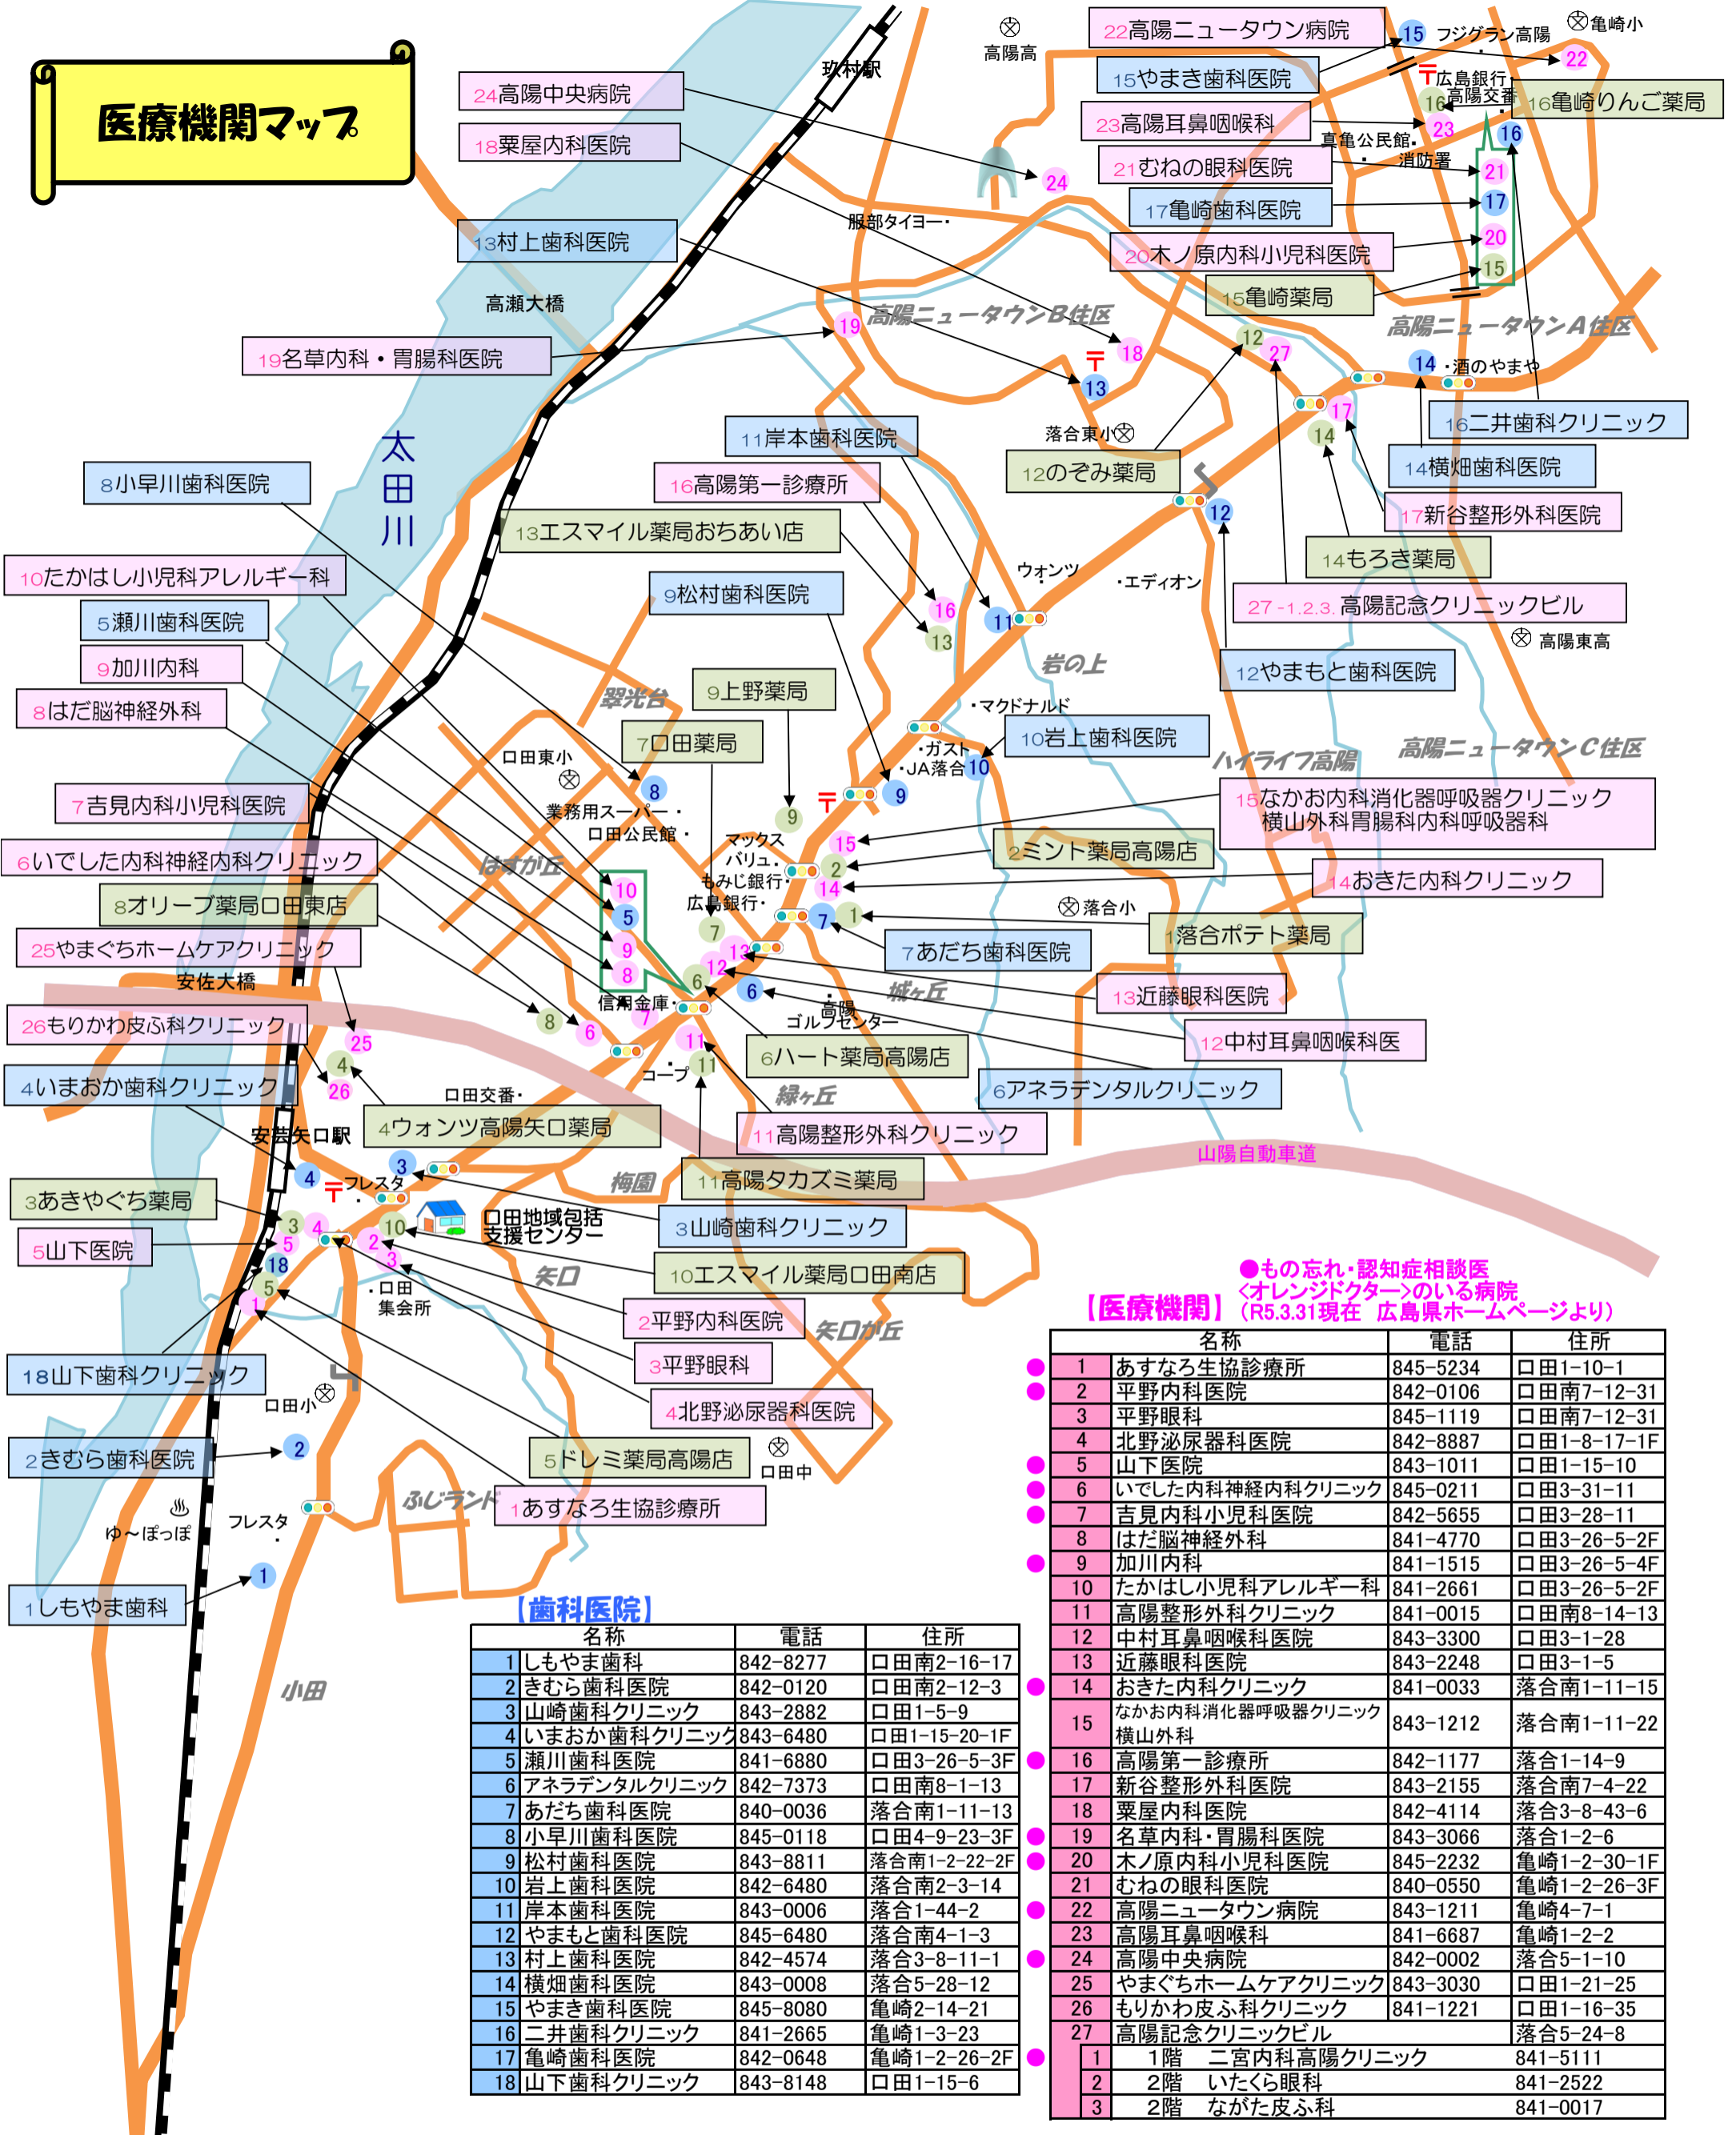 医療機関マップ
高陽高
玖村駅
22高陽ニュータウン病院
15
フジグラン高陽
亀崎小
22
24高陽中央病院
15やまき歯科医院
広島銀行
16
高陽交番
16亀崎りんご薬局
23高陽耳鼻咽喉科
23
16
18粟屋内科医院
真亀公民館
消防署
21むねの眼科医院
21
24
17亀崎歯科医院
17
服部タイヨー
13村上歯科医院
20木ノ原内科小児科医院
20
15亀崎薬局
15
高瀬大橋
高陽ニュータウンB住区
高陽ニュータウンA住区
19名草内科・胃腸科医院
19
18
12
27
14
酒のやまや
13
16二井歯科クリニック
17
太田川
11岸本歯科医院
落合東小
14
12のぞみ薬局
14横畑歯科医院
8小早川歯科医院
16高陽第一診療所
12
17新谷整形外科医院
13エスマイル薬局おちあい店
14もろき薬局
10たかはし小児科アレルギー科
ウォンツ
エディオン
9松村歯科医院
27-1.2.3.高陽記念クリニックビル
5瀬川歯科医院
16
11
13
高陽東高
9加川内科
岩の上
12やまもと歯科医院
8はだ脳神経外科
翠光台
9上野薬局
マクドナルド
7口田薬局
10岩上歯科医院
口田東小
ガスト
JA落合
10
ハイライフ高陽
高陽ニュータウンC住区
7吉見内科小児科医院
8
9
15なかお内科消化器呼吸器クリニック
横山外科胃腸科内科呼吸器科
業務用スーパー
9
口田公民館
マックス
バリュ
15
6いでした内科神経内科クリニック
はすが丘
2
2ミント薬局高陽店
もみじ銀行
14
14おきた内科クリニック
10
8オリーブ薬局口田東店
広島銀行
5
7
1
落合小
7
1落合ポテト薬局
25やまぐちホームケアクリニック
9
13
7あだち歯科医院
8
12
安佐大橋
6
6
城ヶ丘
13近藤眼科医院
信用金庫
高陽
ゴルフセンター
26もりかわ皮ふ科クリニック
8
7
6
25
11
12中村耳鼻咽喉科医
6ハート薬局高陽店
4
コープ
11
4いまおか歯科クリニック
26
口田交番
6アネラデンタルクリニック
緑ヶ丘
4ウォンツ高陽矢口薬局
11高陽整形外科クリニック
安芸矢口駅
山陽自動車道
3
4
フレスタ
梅園
11高陽タカズミ薬局
3あきやぐち薬局
3
4
10
口田地域包括
支援センター
3山崎歯科クリニック
5山下医院
5
2
3
18
矢口
10エスマイル薬局口田南店
5
口田
集会所
1
2平野内科医院
矢口が丘
3平野眼科
18山下歯科クリニック
口田小
4北野泌尿器科医院
2きむら歯科医院
2
5ドレミ薬局高陽店
口田中
ふじランド
1あすなろ生協診療所
ゆ～ぽっぽ
フレスタ
1
1しもやま歯科
小田
【歯科医院】
名称 電話 住所
1 しもやま歯科 842-8277 口田南2-16-17
2 きむら歯科医院 842-0120 口田南2-12-3
3 山崎歯科クリニック 843-2882 口田1-5-9
4 いまおか歯科クリニック 843-6480 口田1-15-20-1F
5 瀬川歯科医院 841-6880 口田3-26-5-3F
6 アネラデンタルクリニック 842-7373 口田南8-1-13
7 あだち歯科医院 840-0036 落合南1-11-13
8 小早川歯科医院 845-0118 口田4-9-23-3F
9 松村歯科医院 843-8811 落合南1-2-22-2F
10 岩上歯科医院 842-6480 落合南2-3-14
11 岸本歯科医院 843-0006 落合1-44-2
12 やまもと歯科医院 845-6480 落合南4-1-3
13 村上歯科医院 842-4574 落合3-8-11-1
14 横畑歯科医院 843-0008 落合5-28-12
15 やまき歯科医院 845-8080 亀崎2-14-21
16 二井歯科クリニック 841-2665 亀崎1-3-23
17 亀崎歯科医院 842-0648 亀崎1-2-26-2F
18 山下歯科クリニック 843-8148 口田1-15-6
●もの忘れ・認知症相談医
<オレンジドクター>のいる病院
【医療機関】（R5.3.31現在　広島県ホームページより）
名称 電話 住所
● 1 あすなろ生協診療所 845-5234 口田1-10-1
● 2 平野内科医院 842-0106 口田南7-12-31
3 平野眼科 845-1119 口田南7-12-31
4 北野泌尿器科医院 842-8887 口田1-8-17-1F
● 5 山下医院 843-1011 口田1-15-10
● 6 いでした内科神経内科クリニック 845-0211 口田3-31-11
● 7 吉見内科小児科医院 842-5655 口田3-28-11
8 はだ脳神経外科 841-4770 口田3-26-5-2F
● 9 加川内科 841-1515 口田3-26-5-4F
10 たかはし小児科アレルギー科 841-2661 口田3-26-5-2F
11 高陽整形外科クリニック 841-0015 口田南8-14-13
12 中村耳鼻咽喉科医院 843-3300 口田3-1-28
13 近藤眼科医院 843-2248 口田3-1-5
● 14 おきた内科クリニック 841-0033 落合南1-11-15
15 なかお内科消化器呼吸器クリニック 843-1212 落合南1-11-22
横山外科
● 16 高陽第一診療所 842-1177 落合1-14-9
17 新谷整形外科医院 843-2155 落合南7-4-22
18 粟屋内科医院 842-4114 落合3-8-43-6
● 19 名草内科・胃腸科医院 843-3066 落合1-2-6
● 20 木ノ原内科小児科医院 845-2232 亀崎1-2-30-1F
21 むねの眼科医院 840-0550 亀崎1-2-26-3F
● 22 高陽ニュータウン病院 843-1211 亀崎4-7-1
23 高陽耳鼻咽喉科 841-6687 亀崎1-2-2
● 24 高陽中央病院 842-0002 落合5-1-10
25 やまぐちホームケアクリニック 843-3030 口田1-21-25
26 もりかわ皮ふ科クリニック 841-1221 口田1-16-35
27 高陽記念クリニックビル 落合5-24-8
● 1 1階 二宮内科高陽クリニック 841-5111
2 2階 いたくら眼科 841-2522
3 2階 ながた皮ふ科 841-0017